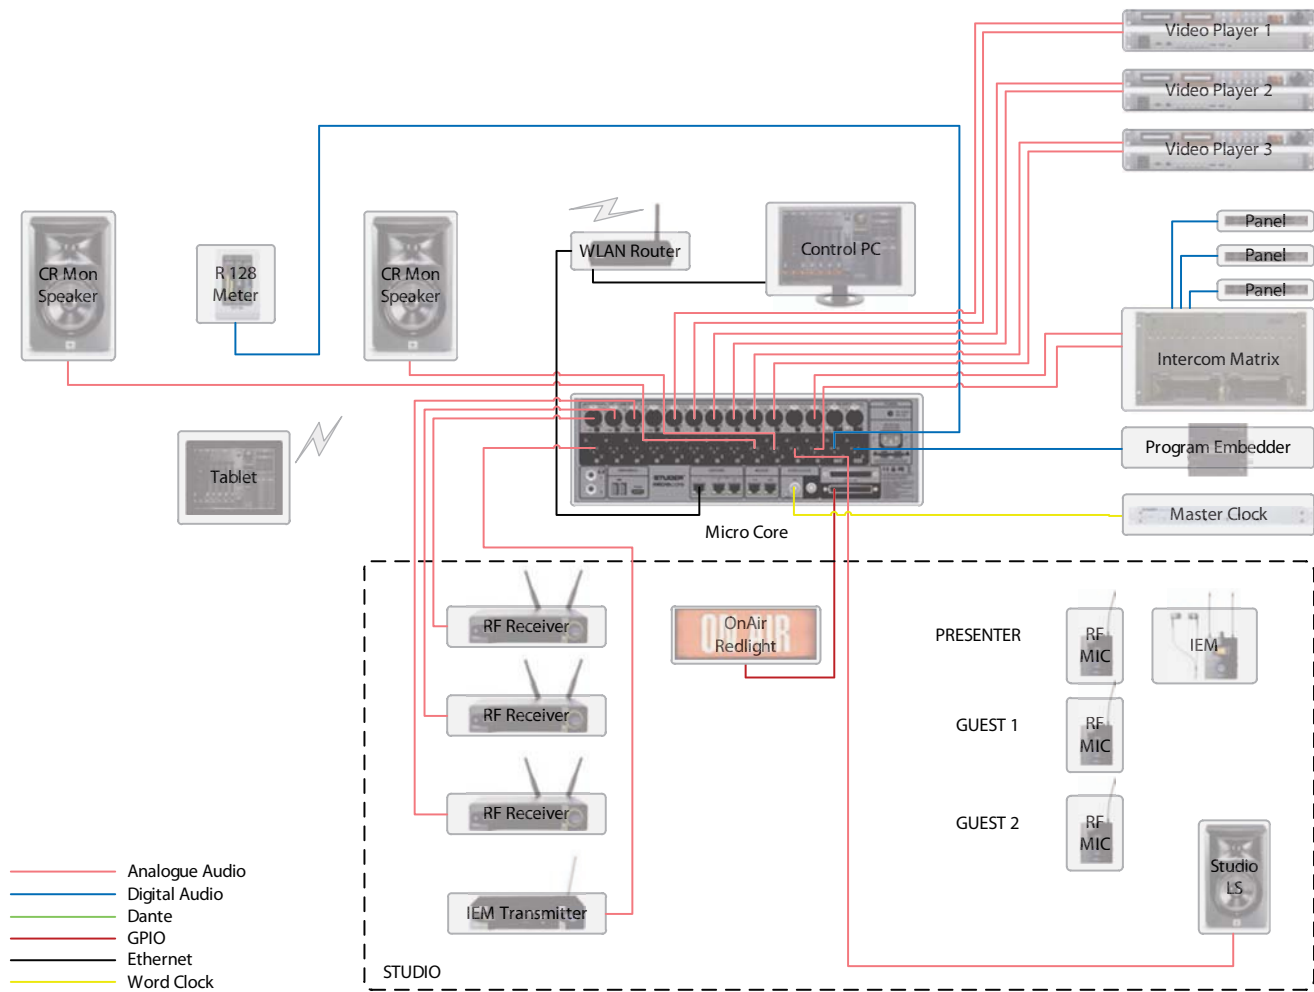 Video Player 1
Video Player 2
Video Player 3
Panel
Panel
Panel
WLAN Router
Control PC
CR Mon
Speaker
R 128
Meter
CR Mon
Speaker
Intercom Matrix
Program Embedder
Tablet
STUDER
Master Clock
Micro Core
RF Receiver
ON AIR
OnAir
Redlight
PRESENTER
RF
MIC
IEM
RF Receiver
GUEST 1
RF
MIC
RF Receiver
GUEST 2
RF
MIC
Studio
LS
IEM Transmitter
Analogue Audio
Digital Audio
Dante
GPIO
Ethernet
Word Clock
STUDIO